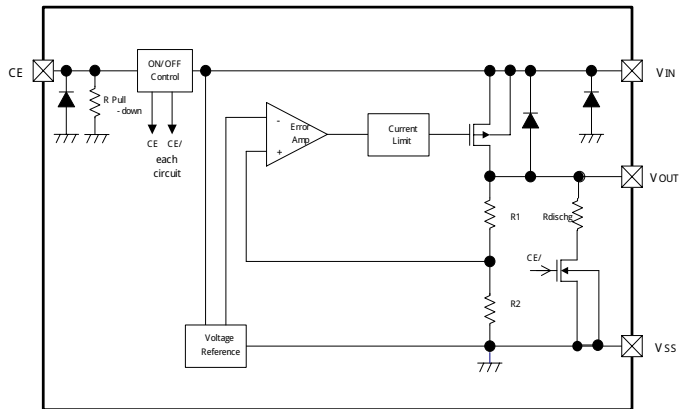 CE
ON/OFF
Control
VIN
R Pull
-down
CE CE/
each
circuit
-
Error
Amp
+
Current
Limit
VOUT
R1
Rdischg
CE/
R2
Voltage
Reference
VSS